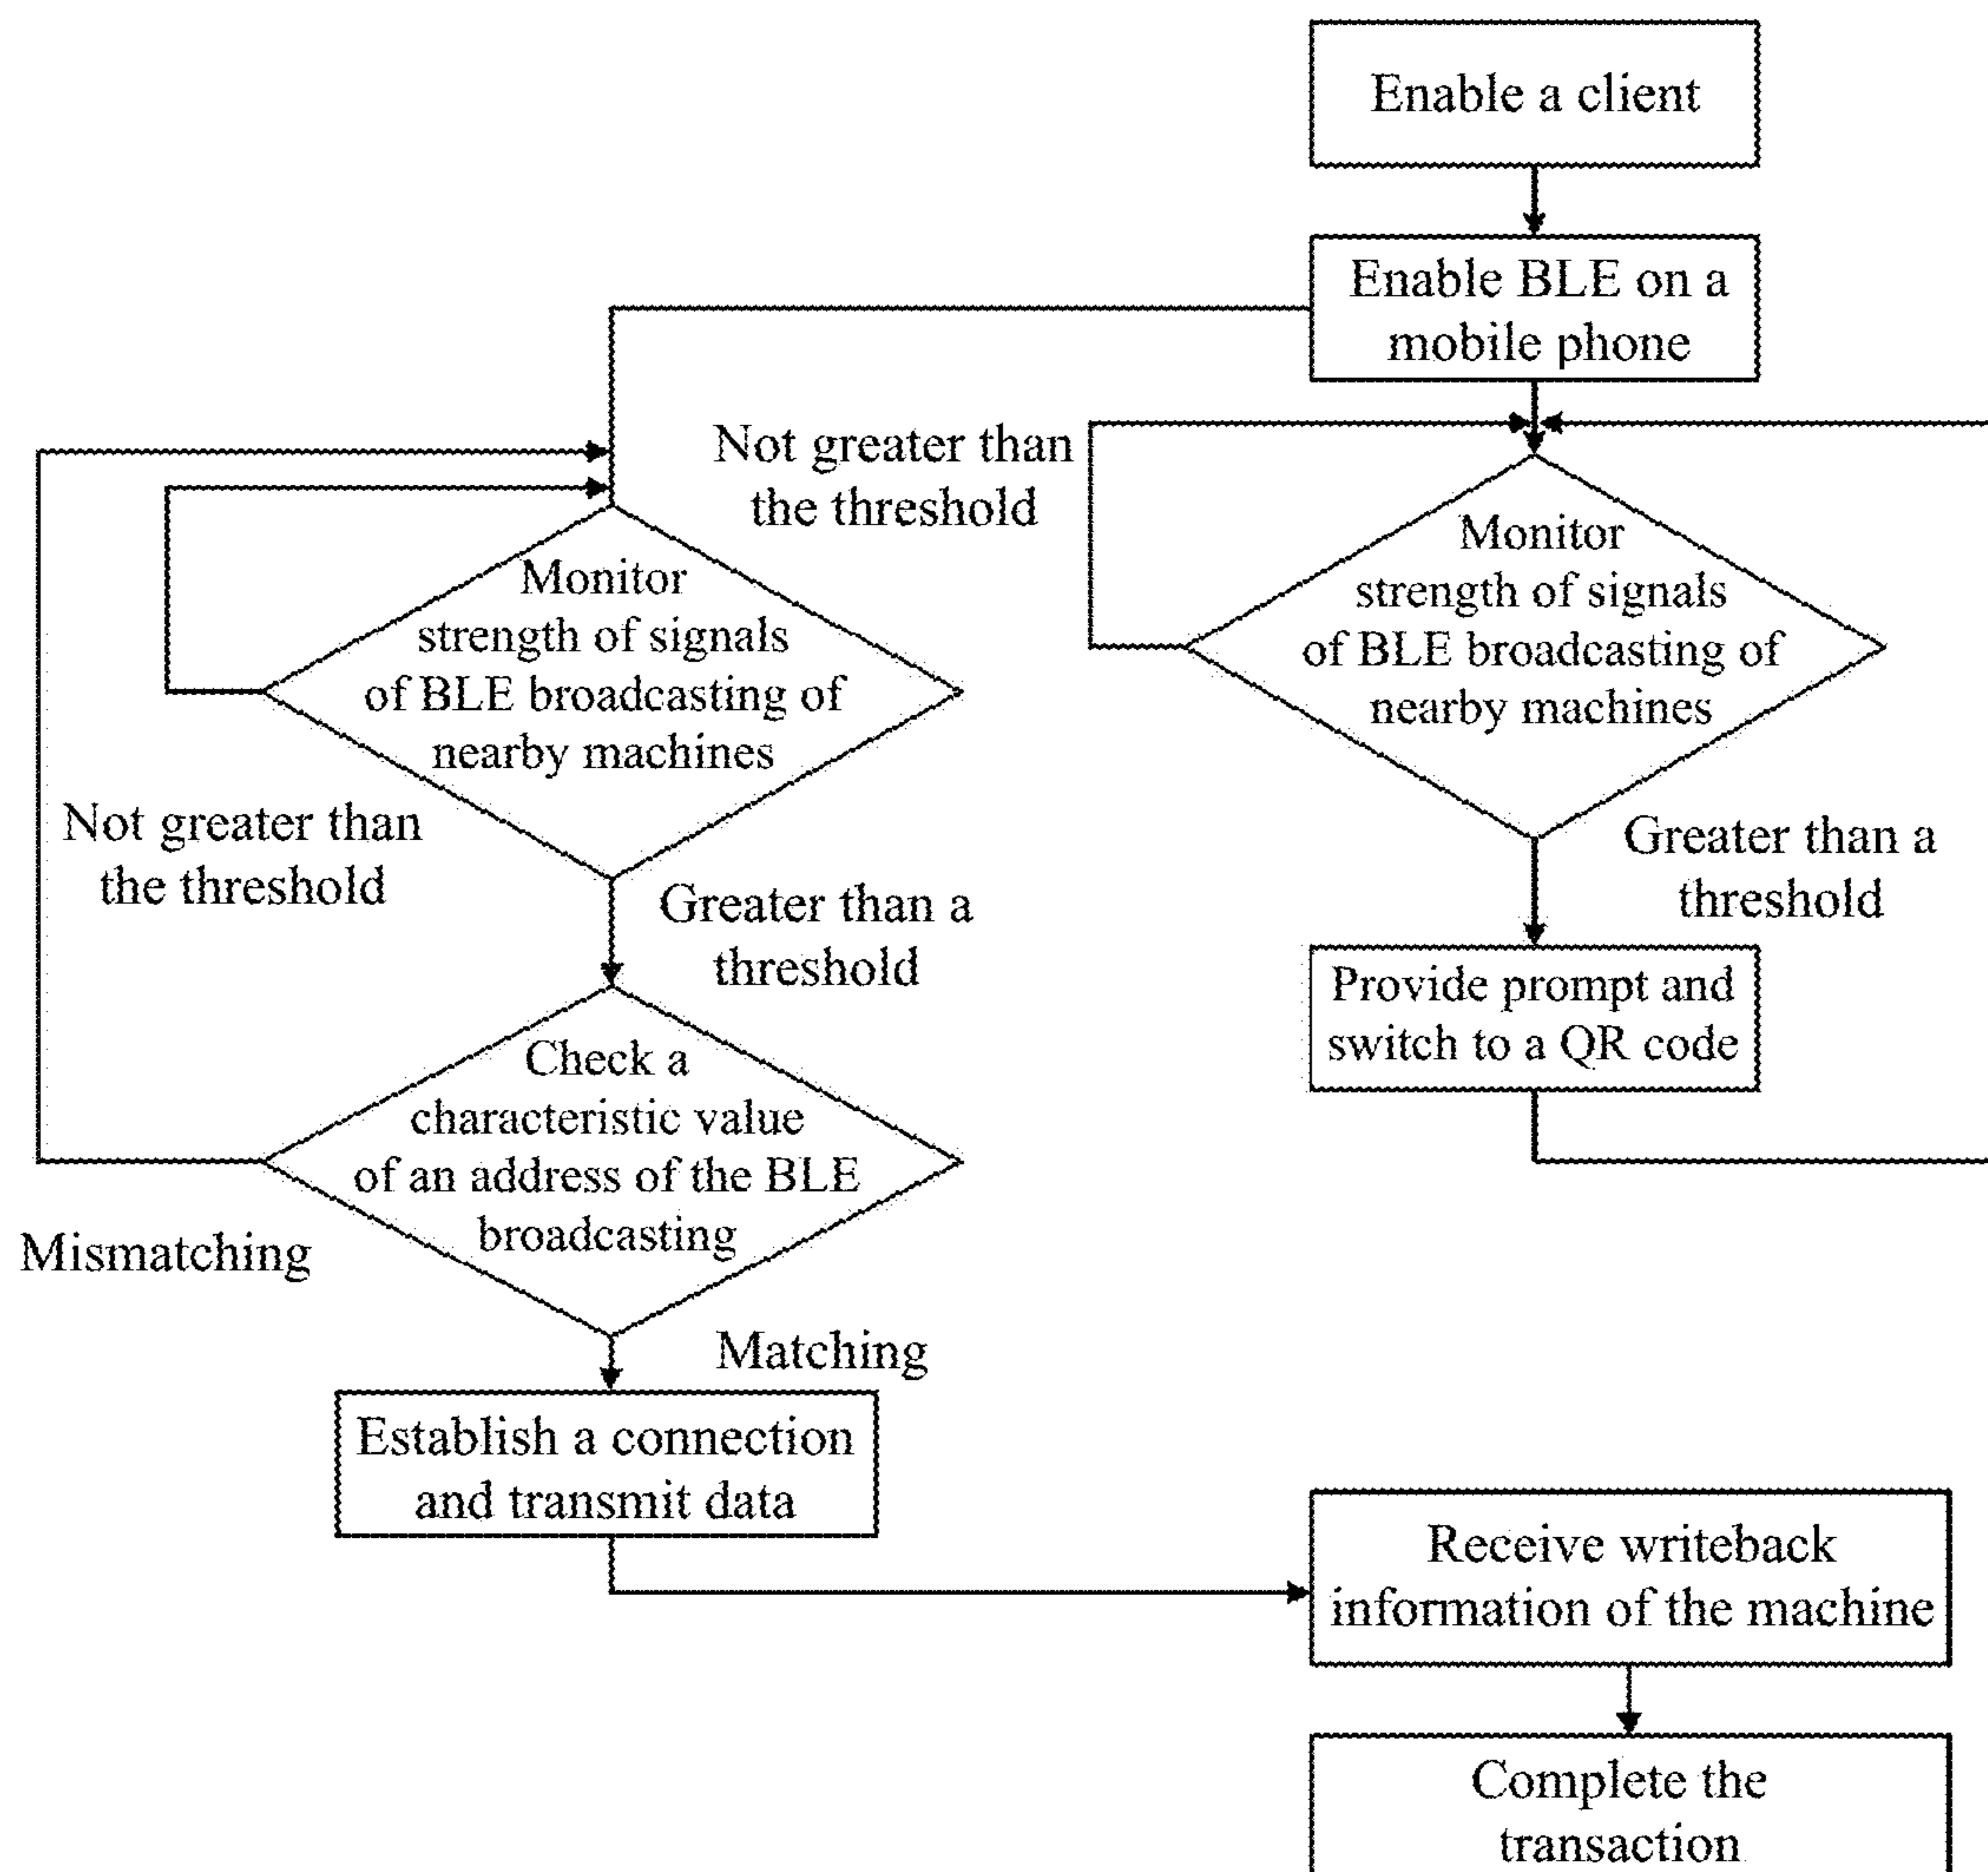 Enable a client
Enable BLE on a
mobile phone
Not greater than
the threshold
Monitor
strength of signals
of BLE broadcasting of
nearby machines
Monitor
strength of signals
of BLE broadcasting of
nearby machines
Not greater than
the threshold
Greater than a
threshold
Greater than a
threshold
Provide prompt and
switch to a QR code
Check a
characteristic value
of an address of the BLE
broadcasting
Mismatching
Matching
Establish a connection
and transmit data
Receive writeback
information of the machine
Complete the
transaction